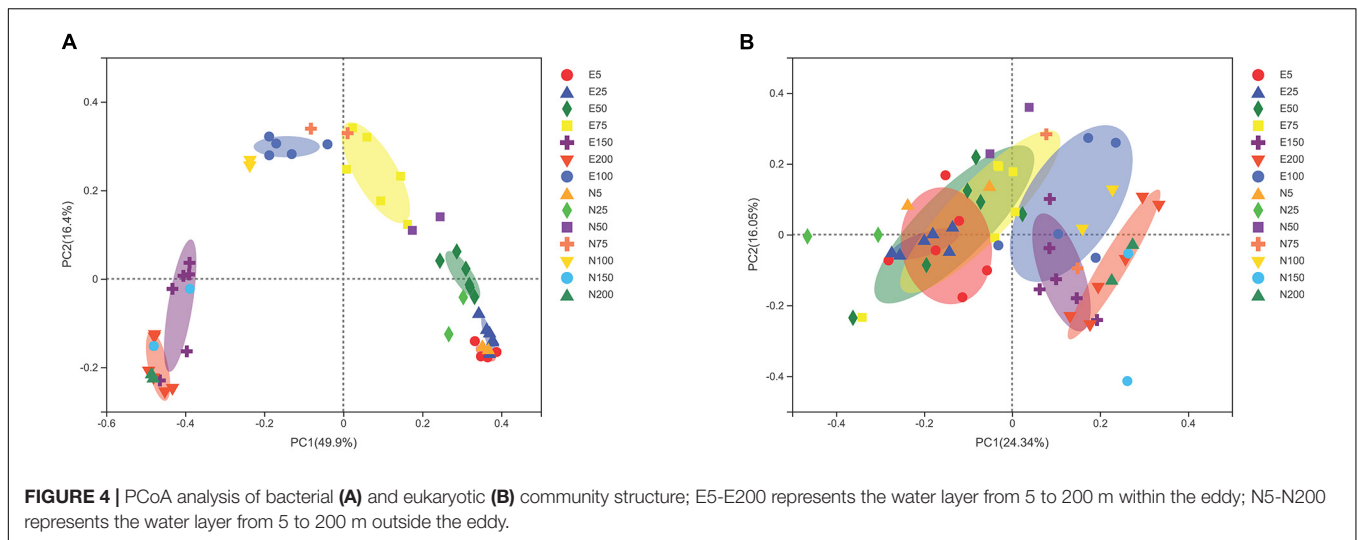 A
B
0.4
0.2
0
-0.2
-0.6
-0.4
-0.2
0
0.2
0.4
PC2(16.4%)
PC1(49.9%)
E5
E25
E50
E75
E150
E200
E100
N5
N25
N50
N75
N100
N150
N200
0.4
0.2
0
-0.2
-0.4
-0.4
-0.2
0
0.2
0.4
PC2(16.05%)
PC1(24.34%)
E5
E25
E50
E75
E150
E200
E100
N5
N25
N50
N75
N100
N150
N200
FIGURE 4 | PCoA analysis of bacterial (A) and eukaryotic (B) community structure; E5-E200 represents the water layer from 5 to 200 m within the eddy; N5-N200
represents the water layer from 5 to 200 m outside the eddy.